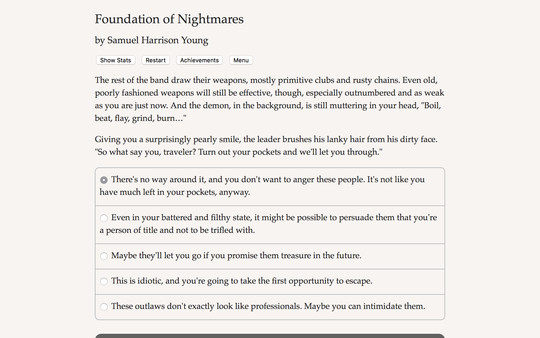 Foundation of Nightmares
by Samuel Harrison Young
Show Stats Restart Achievements Menu
The rest of the band draw their weapons, mostly primitive clubs and rusty chains. Even old,
poorly fashioned weapons will still be effective, though, especially outnumbered and as weak
as you are just now. And the demon, in the background, is still muttering in your head, "Boil,
beat, flay, grind, burn…"
Giving you a surprisingly pearly smile, the leader brushes his lanky hair from his dirty face.
"So what say you, traveler? Turn out your pockets and we'll let you through."
There's no way around it, and you don't want to anger these people. It's not like you
have much left in your pockets, anyway.
Even in your battered and filthy state, it might be possible to persuade them that you're
a person of title and not to be trifled with.
Maybe they'll let you go if you promise them treasure in the future.
This is idiotic, and you're going to take the first opportunity to escape.
These outlaws don't exactly look like professionals. Maybe you can intimidate them.